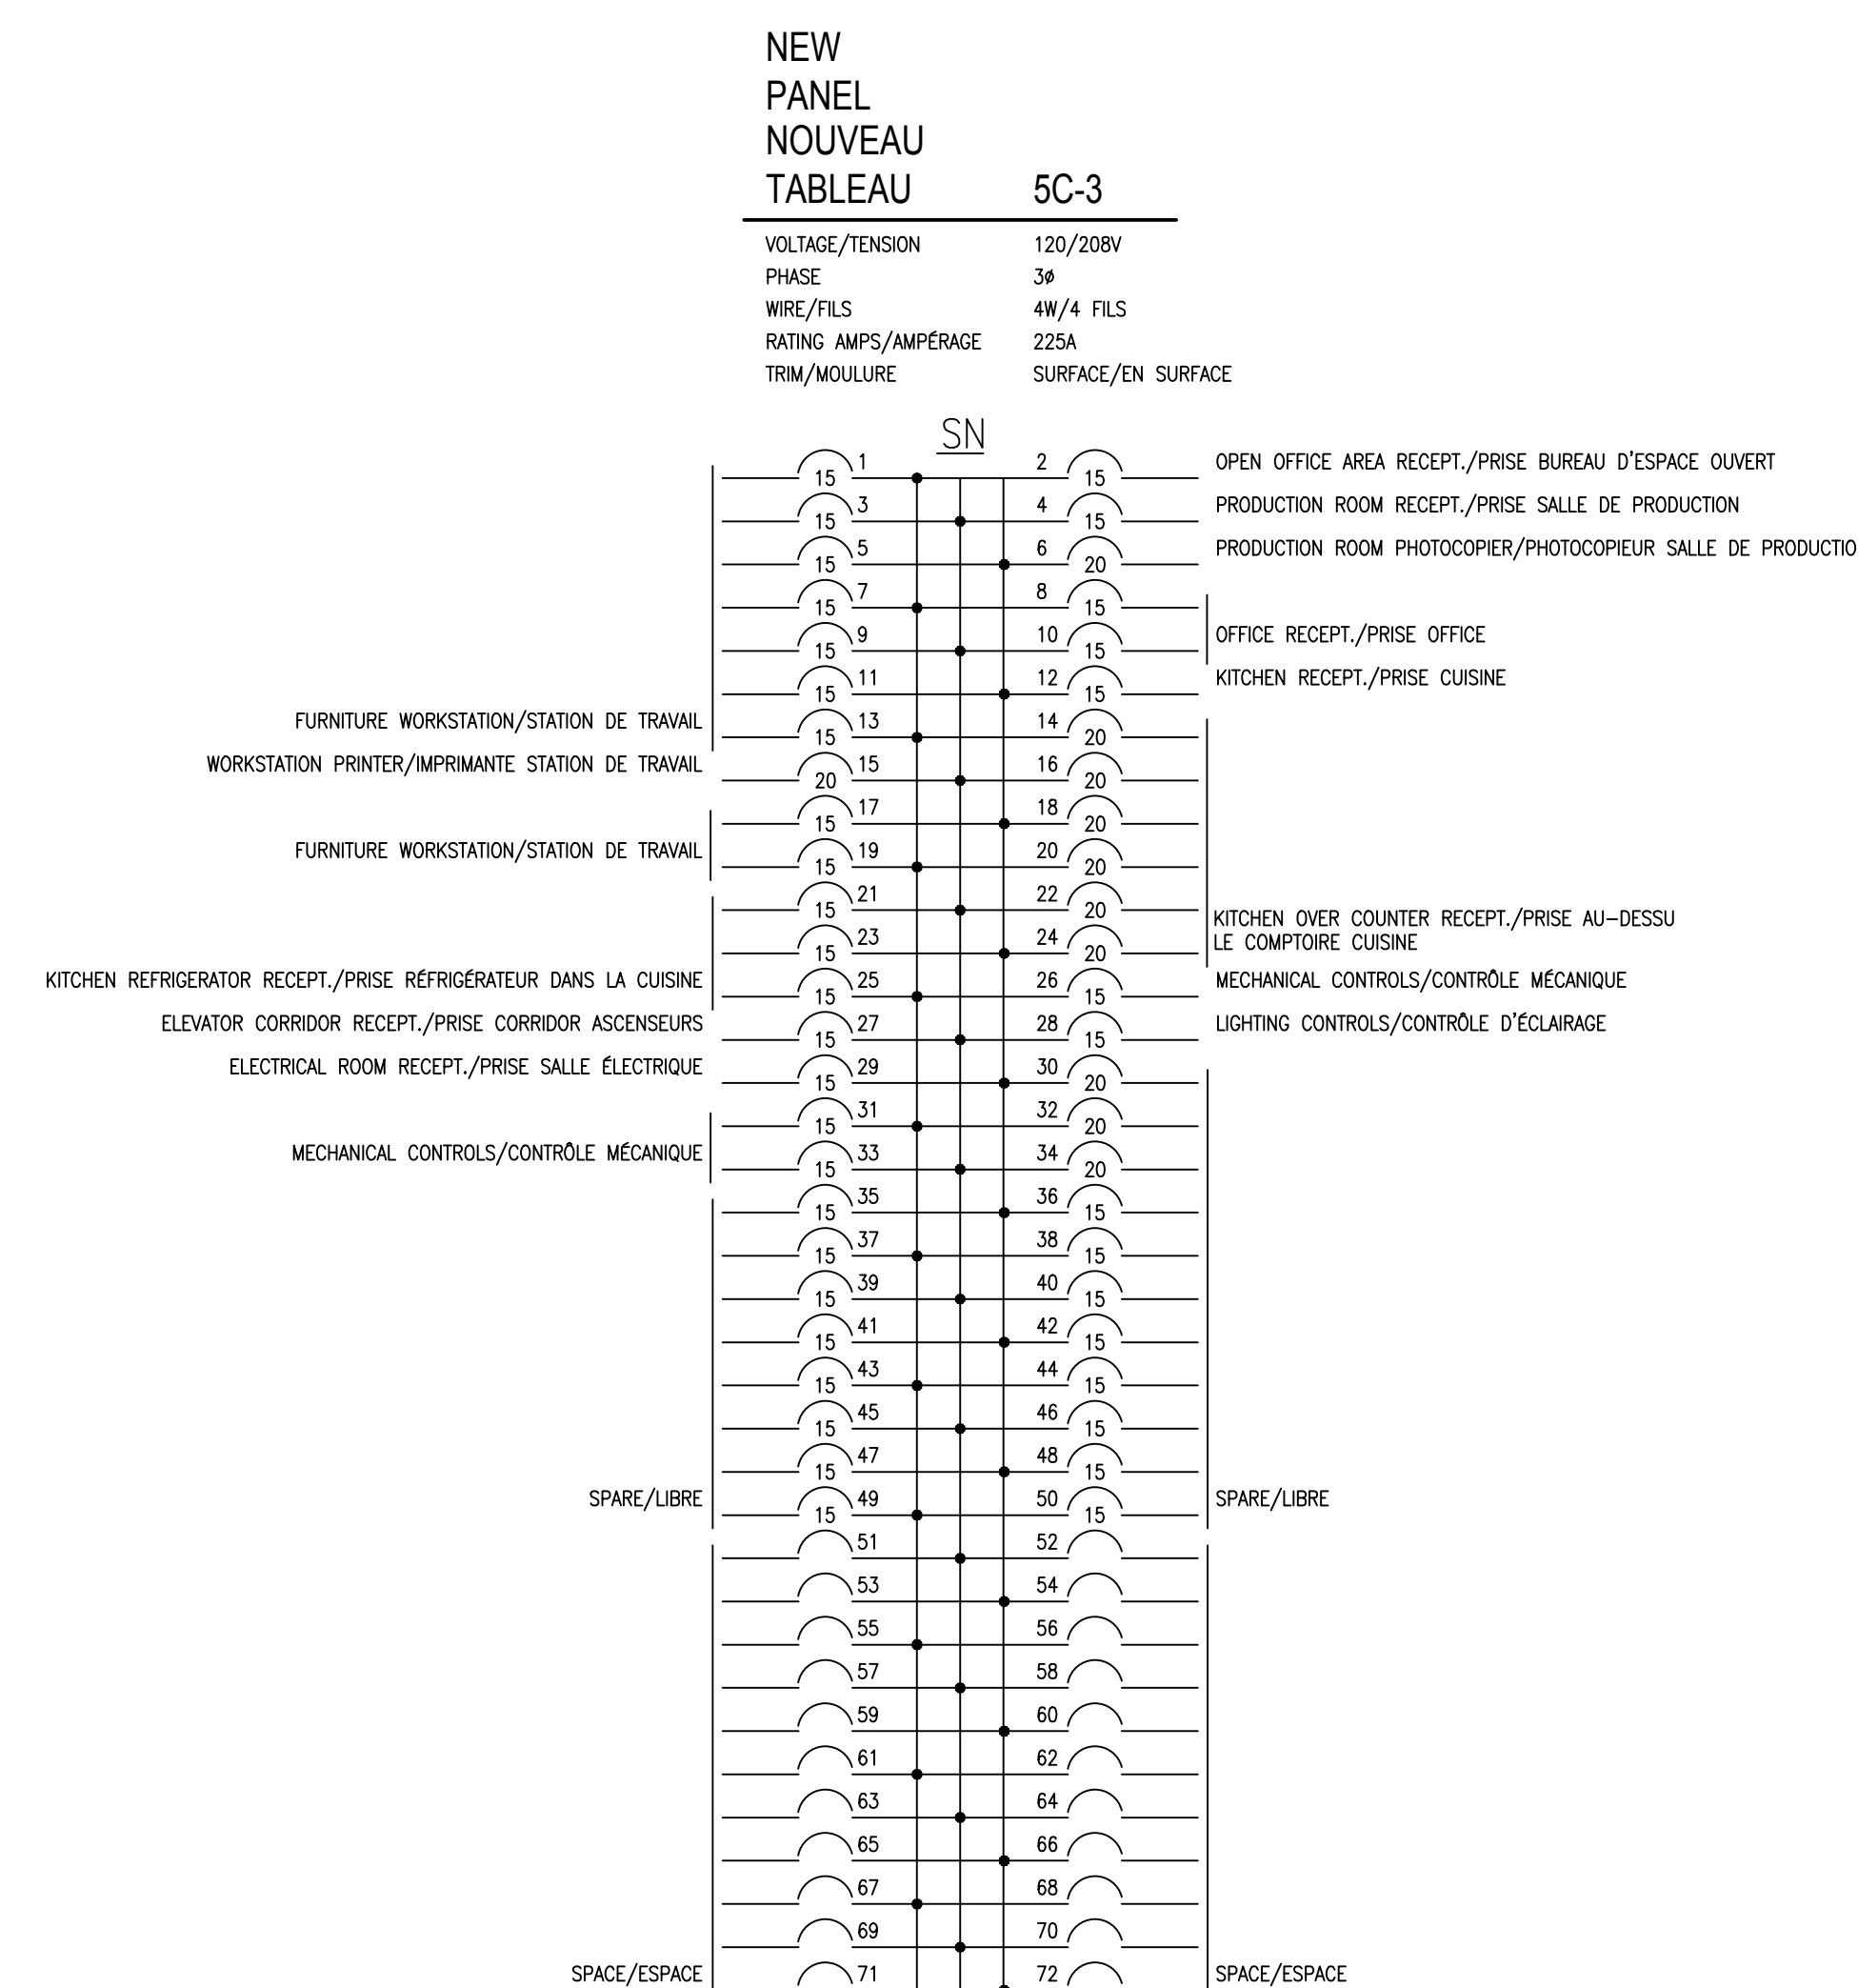 NEW
PANEL
NOUVEAU
TABLEAU 5C-3
VOLTAGE/TENSION 120/208V
PHASE 3ø
WIRE/FILS 4W/4 FILS
RATING AMPS/AMPÉRAGE 225A
TRIM/MOULURE SURFACE/EN SURFACE
SN
1 2 OPEN OFFICE AREA RECEPT./PRISE BUREAU D'ESPACE OUVERT
15 15
3 4 PRODUCTION ROOM RECEPT./PRISE SALLE DE PRODUCTION
15 15
5 6 PRODUCTION ROOM PHOTOCOPIER/PHOTOCOPIEUR SALLE DE PRODUCTIO
15 20
7 8
15 15
9 10 OFFICE RECEPT./PRISE OFFICE
15 15
11 12 KITCHEN RECEPT./PRISE CUISINE
15 15
FURNITURE WORKSTATION/STATION DE TRAVAIL 13 14
15 20
WORKSTATION PRINTER/IMPRIMANTE STATION DE TRAVAIL 15 16
20 20
17 18
15 20
FURNITURE WORKSTATION/STATION DE TRAVAIL 19 20
15 20
21 22
15 20
KITCHEN OVER COUNTER RECEPT./PRISE AU-DESSU
23 24
LE COMPTOIRE CUISINE
15 20
KITCHEN REFRIGERATOR RECEPT./PRISE RÉFRIGÉRATEUR DANS LA CUISINE 25 26 MECHANICAL CONTROLS/CONTRÔLE MÉCANIQUE
15 15
ELEVATOR CORRIDOR RECEPT./PRISE CORRIDOR ASCENSEURS 27 28 LIGHTING CONTROLS/CONTRÔLE D'ÉCLAIRAGE
15 15
ELECTRICAL ROOM RECEPT./PRISE SALLE ÉLECTRIQUE 29 30
15 20
31 32
15 20
MECHANICAL CONTROLS/CONTRÔLE MÉCANIQUE 33 34
15 20
35 36
15 15
37 38
15 15
39 40
15 15
41 42
15 15
43 44
15 15
45 46
15 15
47 48
15 15
SPARE/LIBRE 49 50 SPARE/LIBRE
15 15
51 52
53 54
55 56
57 58
59 60
61 62
63 64
65 66
67 68
69 70
SPACE/ESPACE 71 72 SPACE/ESPACE